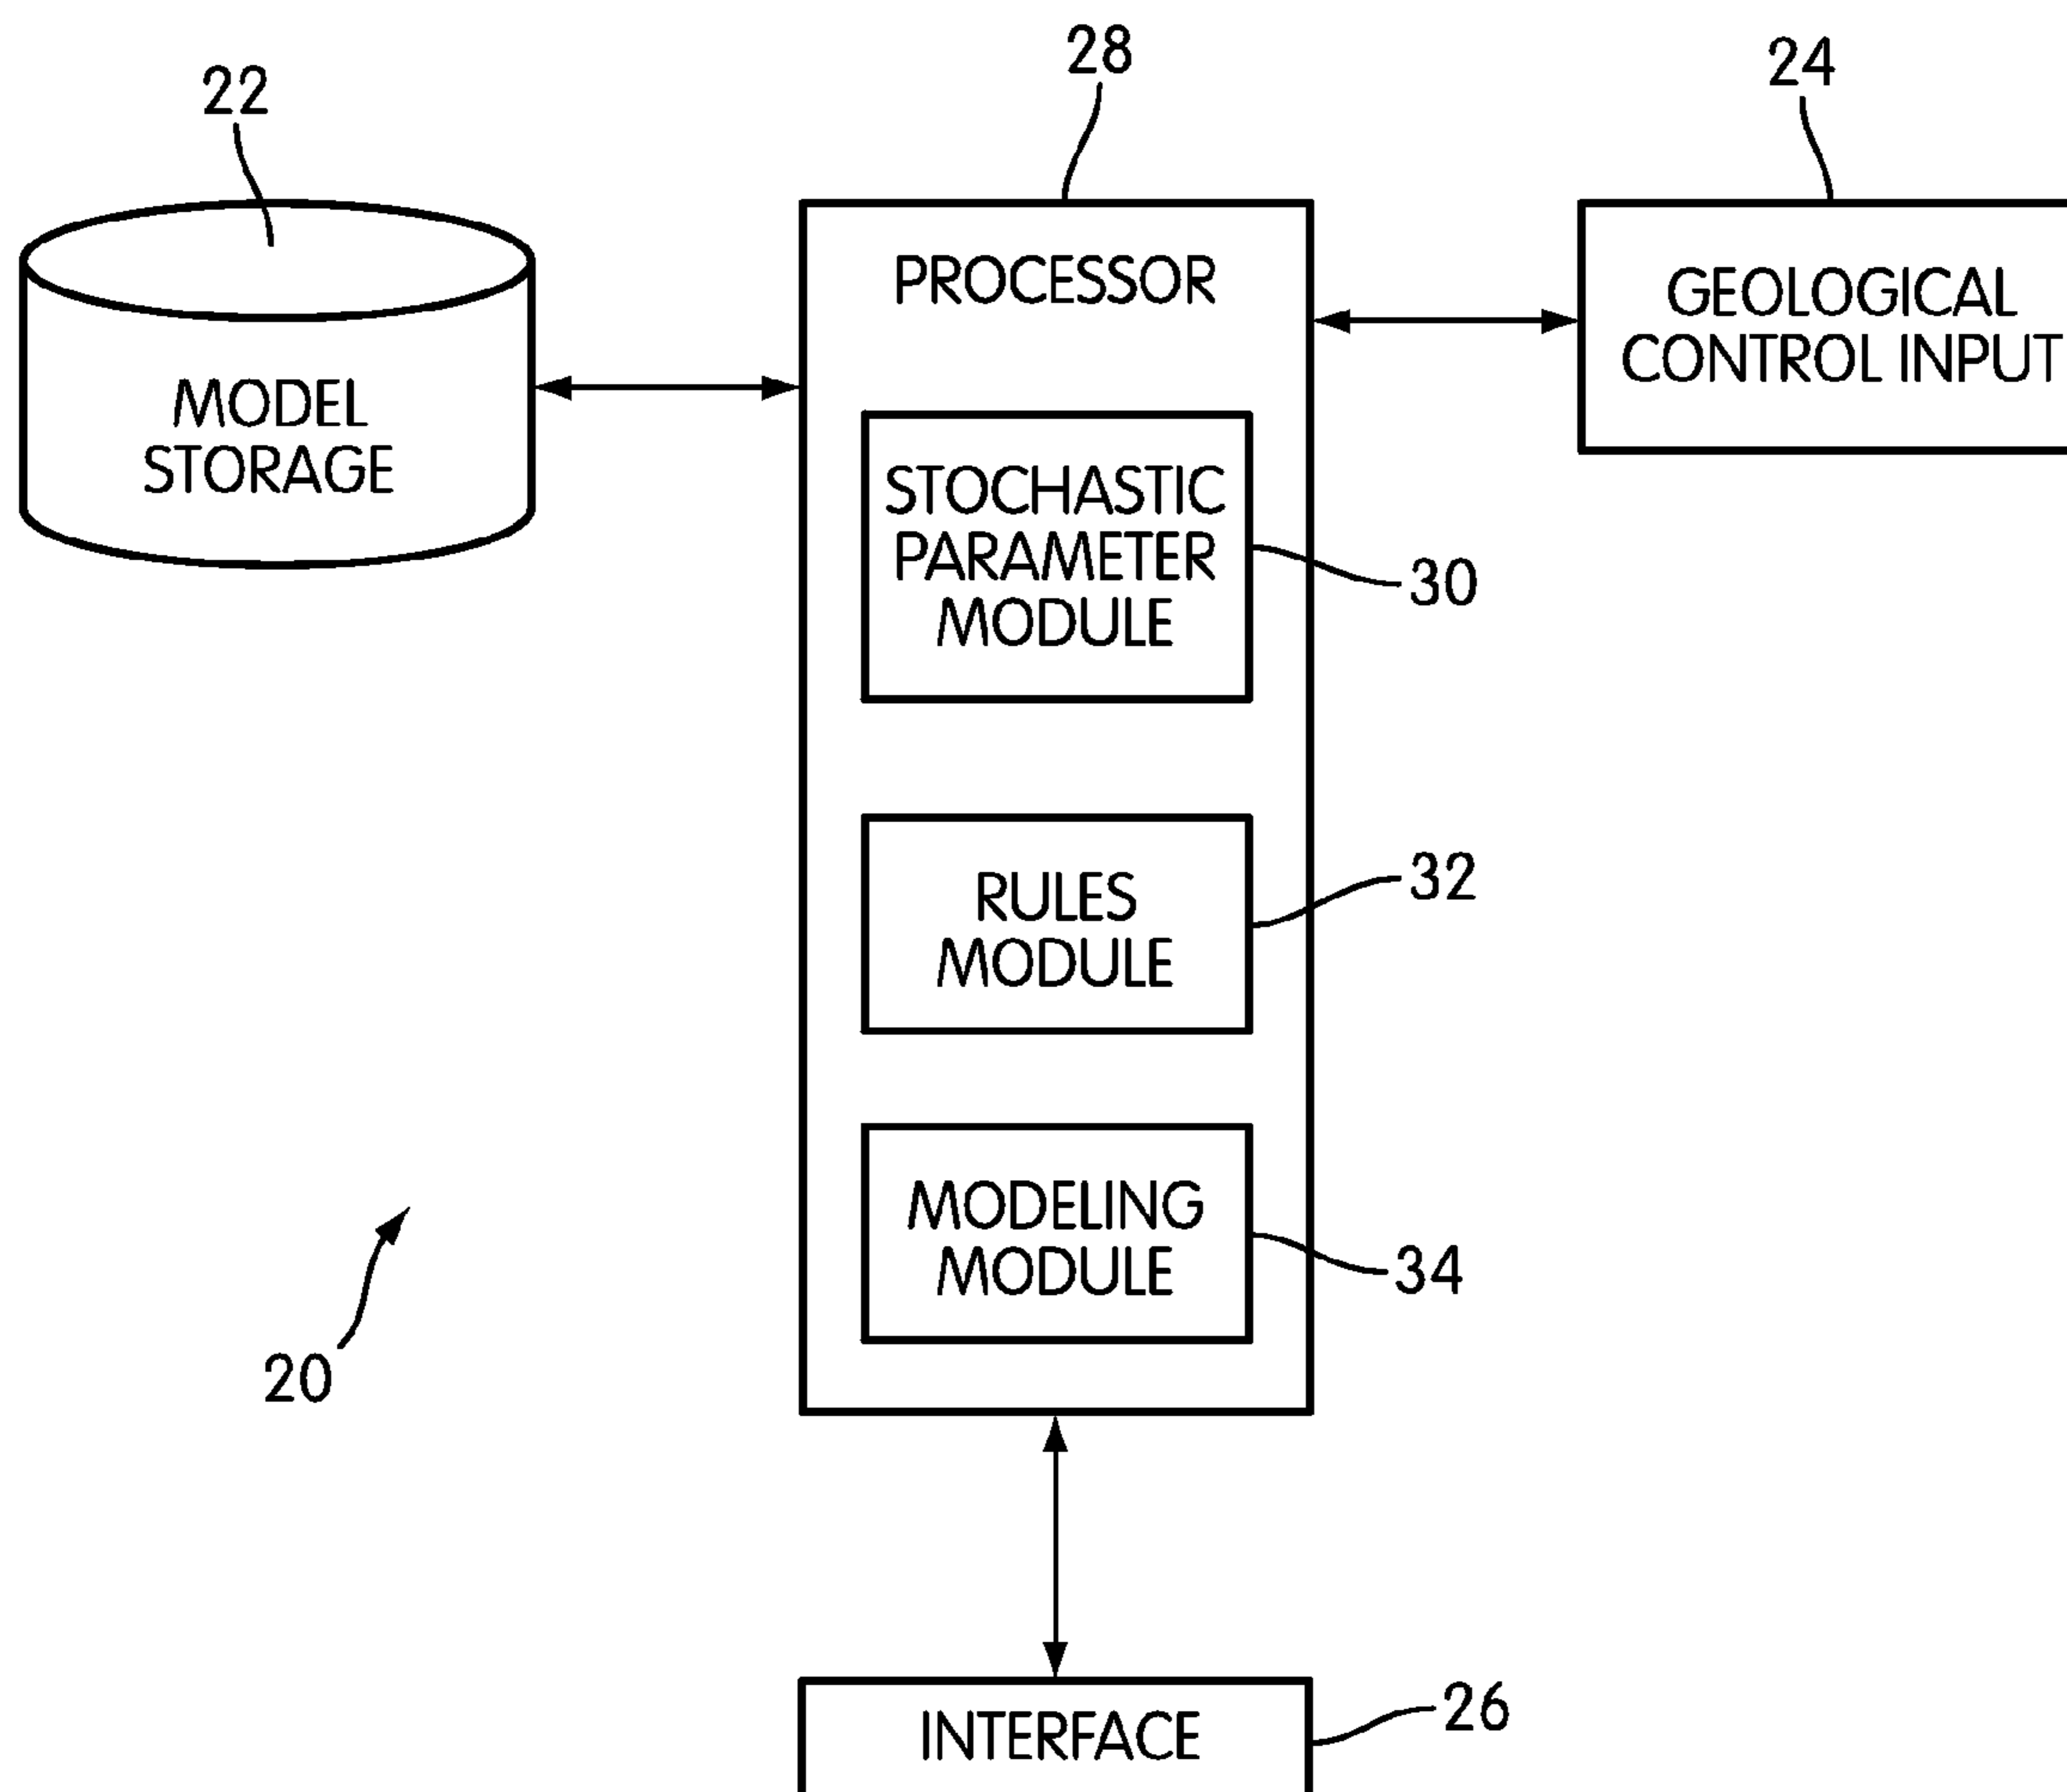 28
24
22
PROCESSOR
GEOLOGICAL
CONTROL INPUT
MODEL
STORAGE
STOCHASTIC
PARAMETER
MODULE
30
32
RULES
MODULE
MODELING
MODULE
34
20
26
INTERFACE